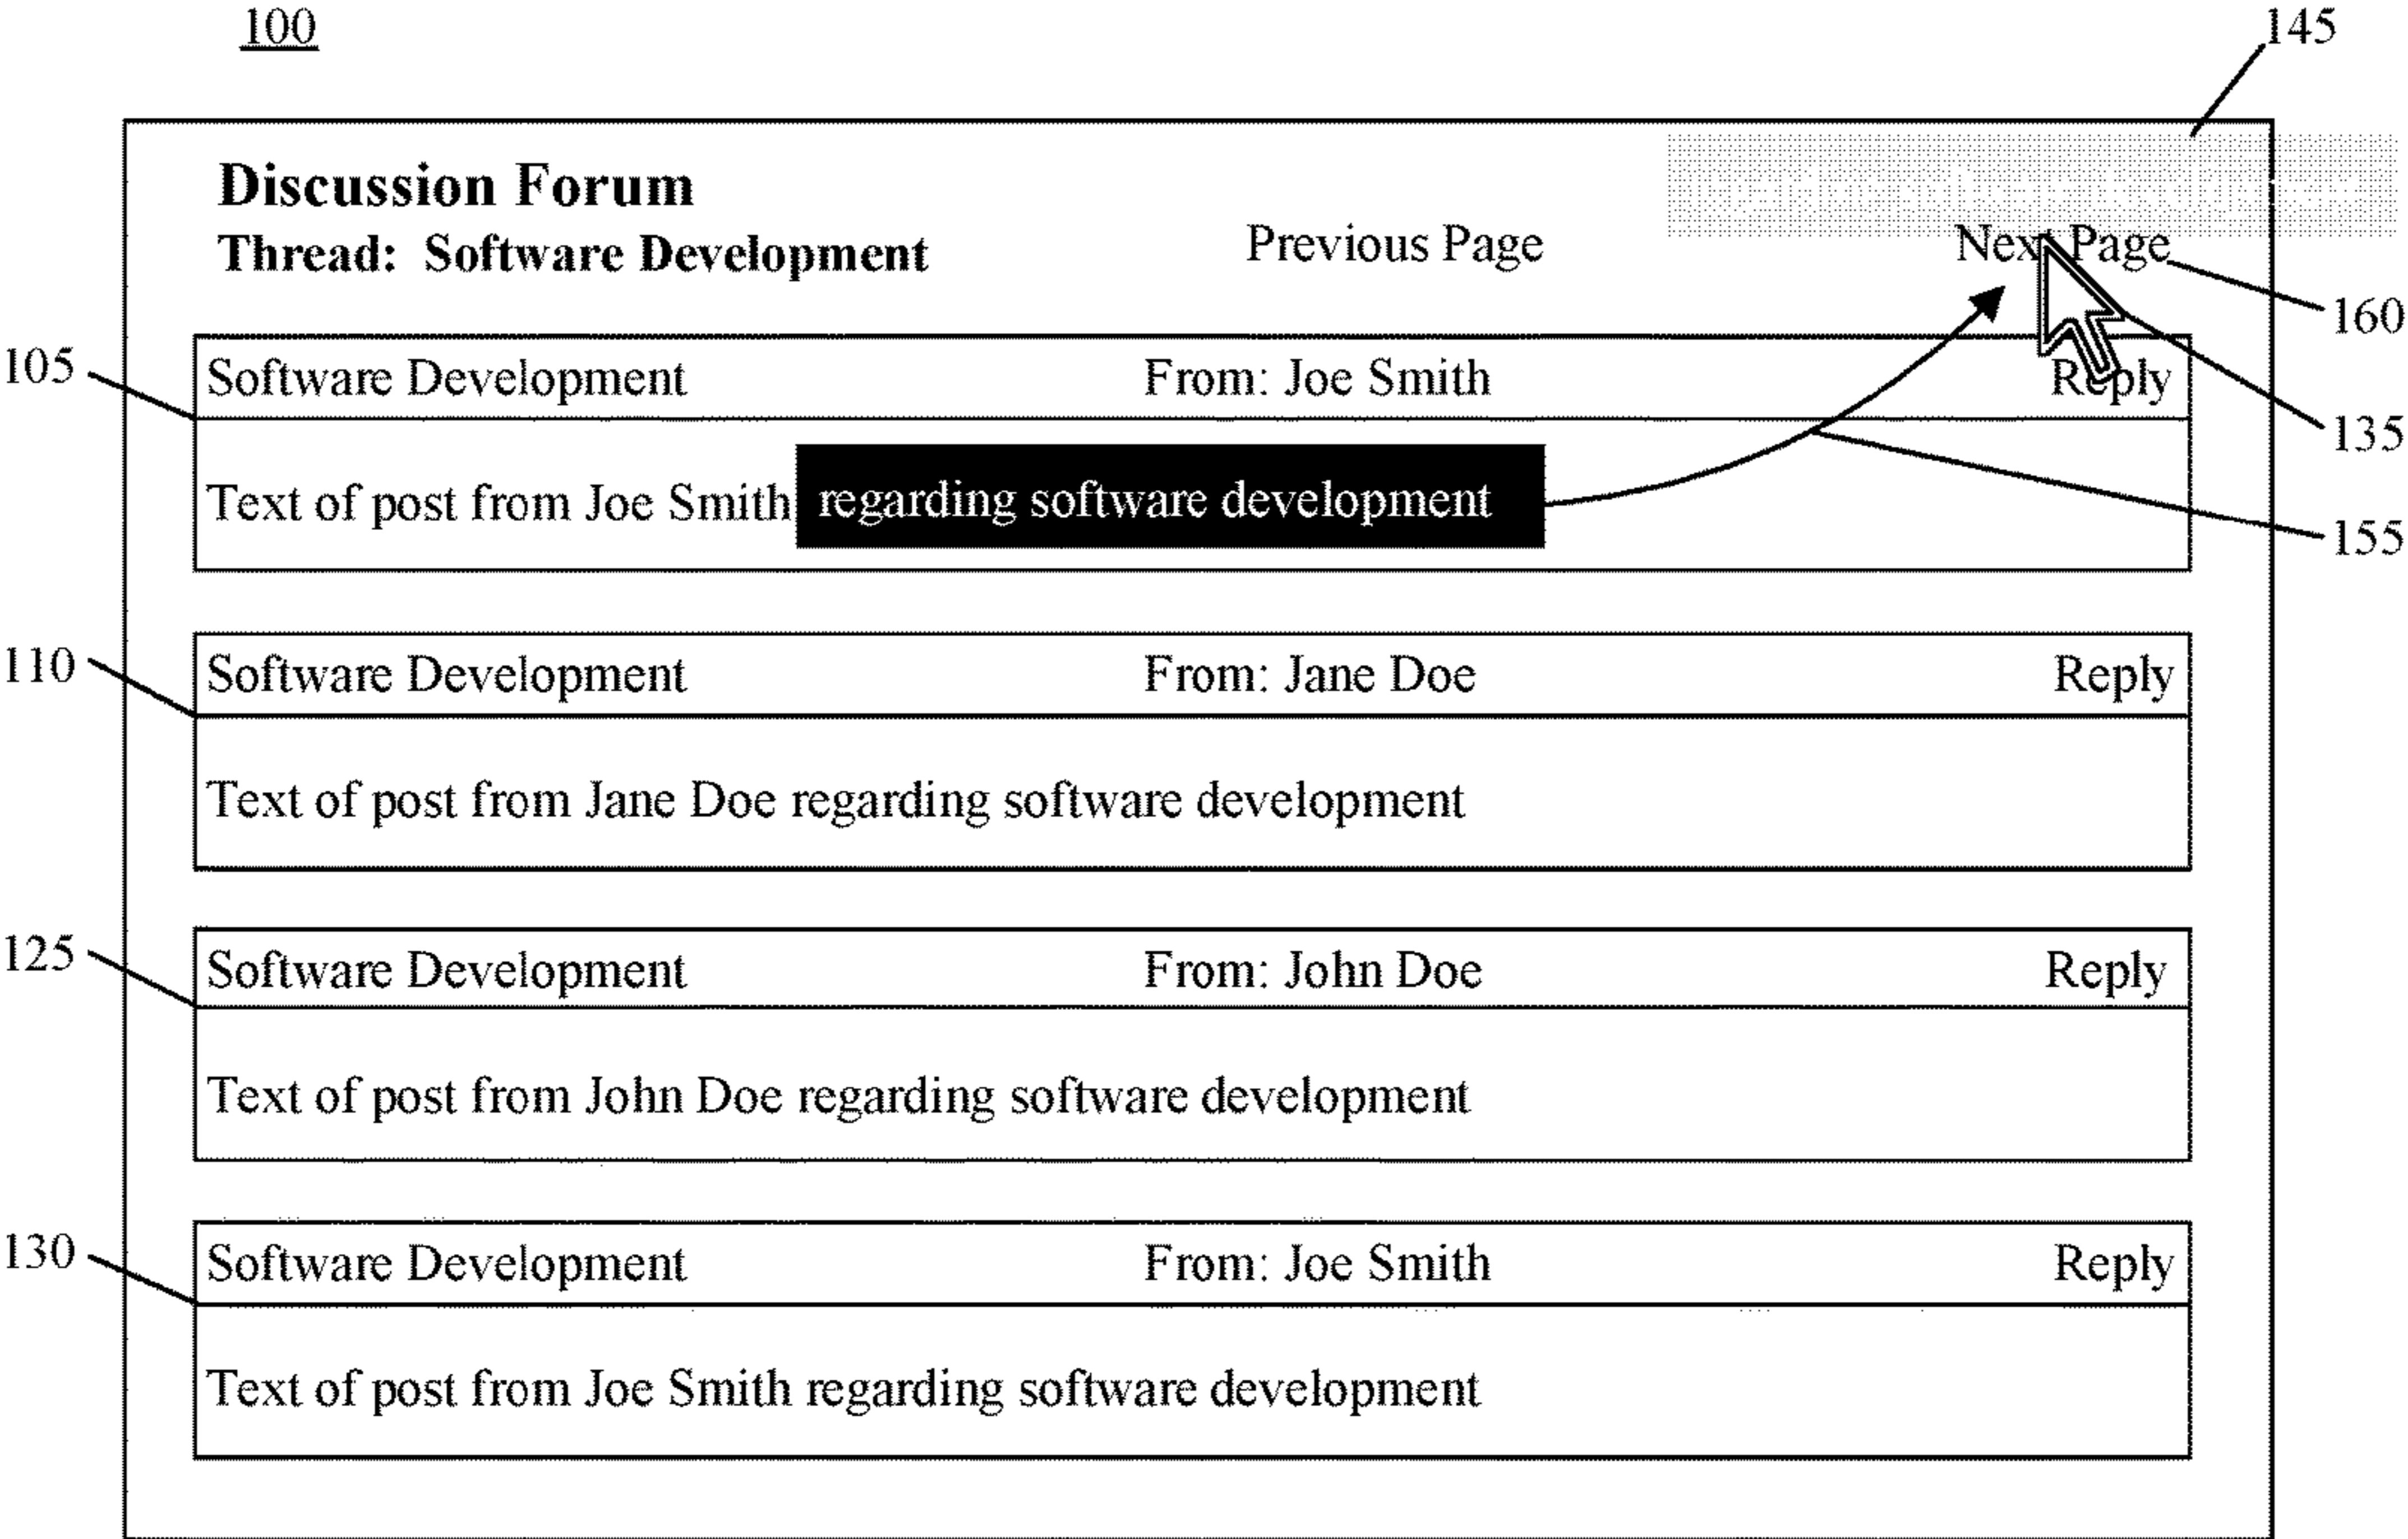 100
145
Discussion Forum
Thread: Software Development Previous Page Next Page
160
105
Software Development From: Joe Smith Reply
135
Text of post from Joe Smith regarding software development
155
110
Software Development From: Jane Doe Reply
Text of post from Jane Doe regarding software development
125
Software Development From: John Doe Reply
Text of post from John Doe regarding software development
130
Software Development From: Joe Smith Reply
Text of post from Joe Smith regarding software development